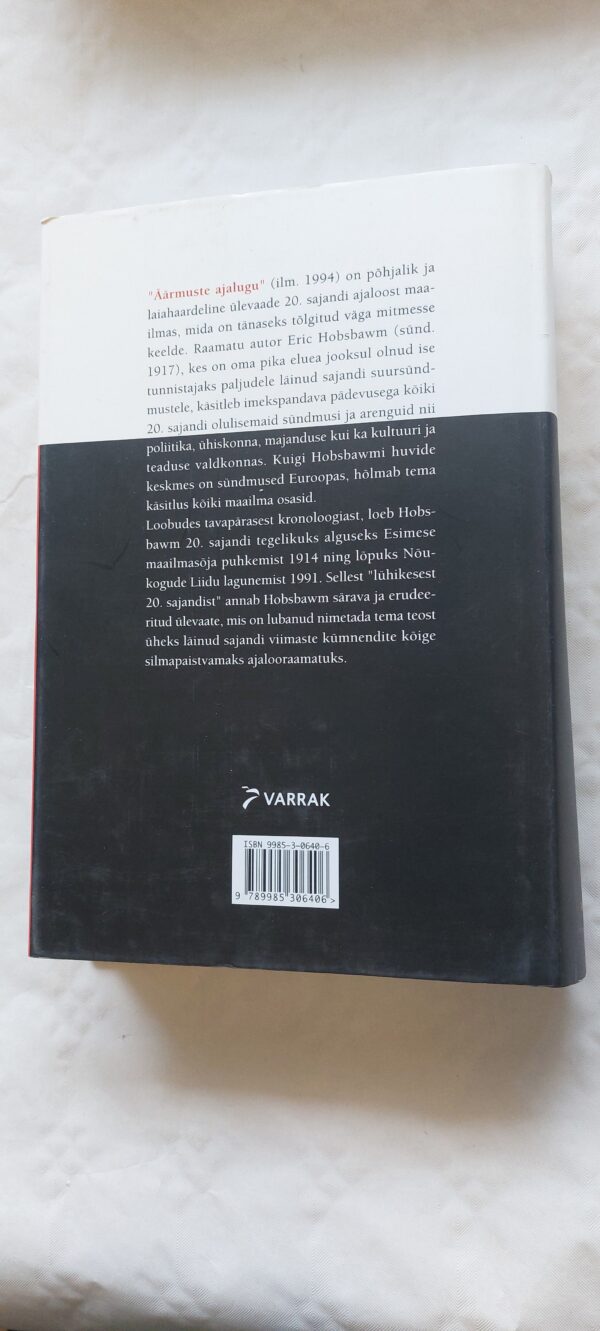 "Äärmuste ajalugu" (ilm. 1994) on põhjalik ja
laiahaardeline ülevaade 20. sajandi ajaloost maa-
ilmas, mida on tänaseks tõlgitud väga mitmesse
keelde. Raamatu autor Eric Hobsbawm (sünd.
1917), kes on oma pika eluea jooksul olnud ise
tunnistajaks paljudele läinud sajandi suursünd-
mustele, käsitleb imekspandava pädevusega kõiki
20. sajandi olulisemaid sündmusi ja arenguid nii
poliitika, ühiskonna, majanduse kui ka kultuuri ja
teaduse valdkonnas. Kuigi Hobsbawmi huvide
keskmes on sündmused Euroopas, hõlmab tema
käsitlus kõiki maailma osasid.
Loobudes tavapärasest kronoloogiast, loeb Hobs-
bawm 20. sajandi tegelikuks alguseks Esimese
maailmasõja puhkemist 1914 ning lõpuks Nõu-
kogude Liidu lagunemist 1991. Sellest "lühikesest
20. sajandist" annab Hobsbawm särava ja erudee-
ritud ülevaate, mis on lubanud nimetada tema teost
üheks läinud sajandi viimaste kümnendite kõige
silmapaistvamaks ajalooraamatuks.
VARRAK
ISBN 9985-3-0640-6
9 789985 306406 >